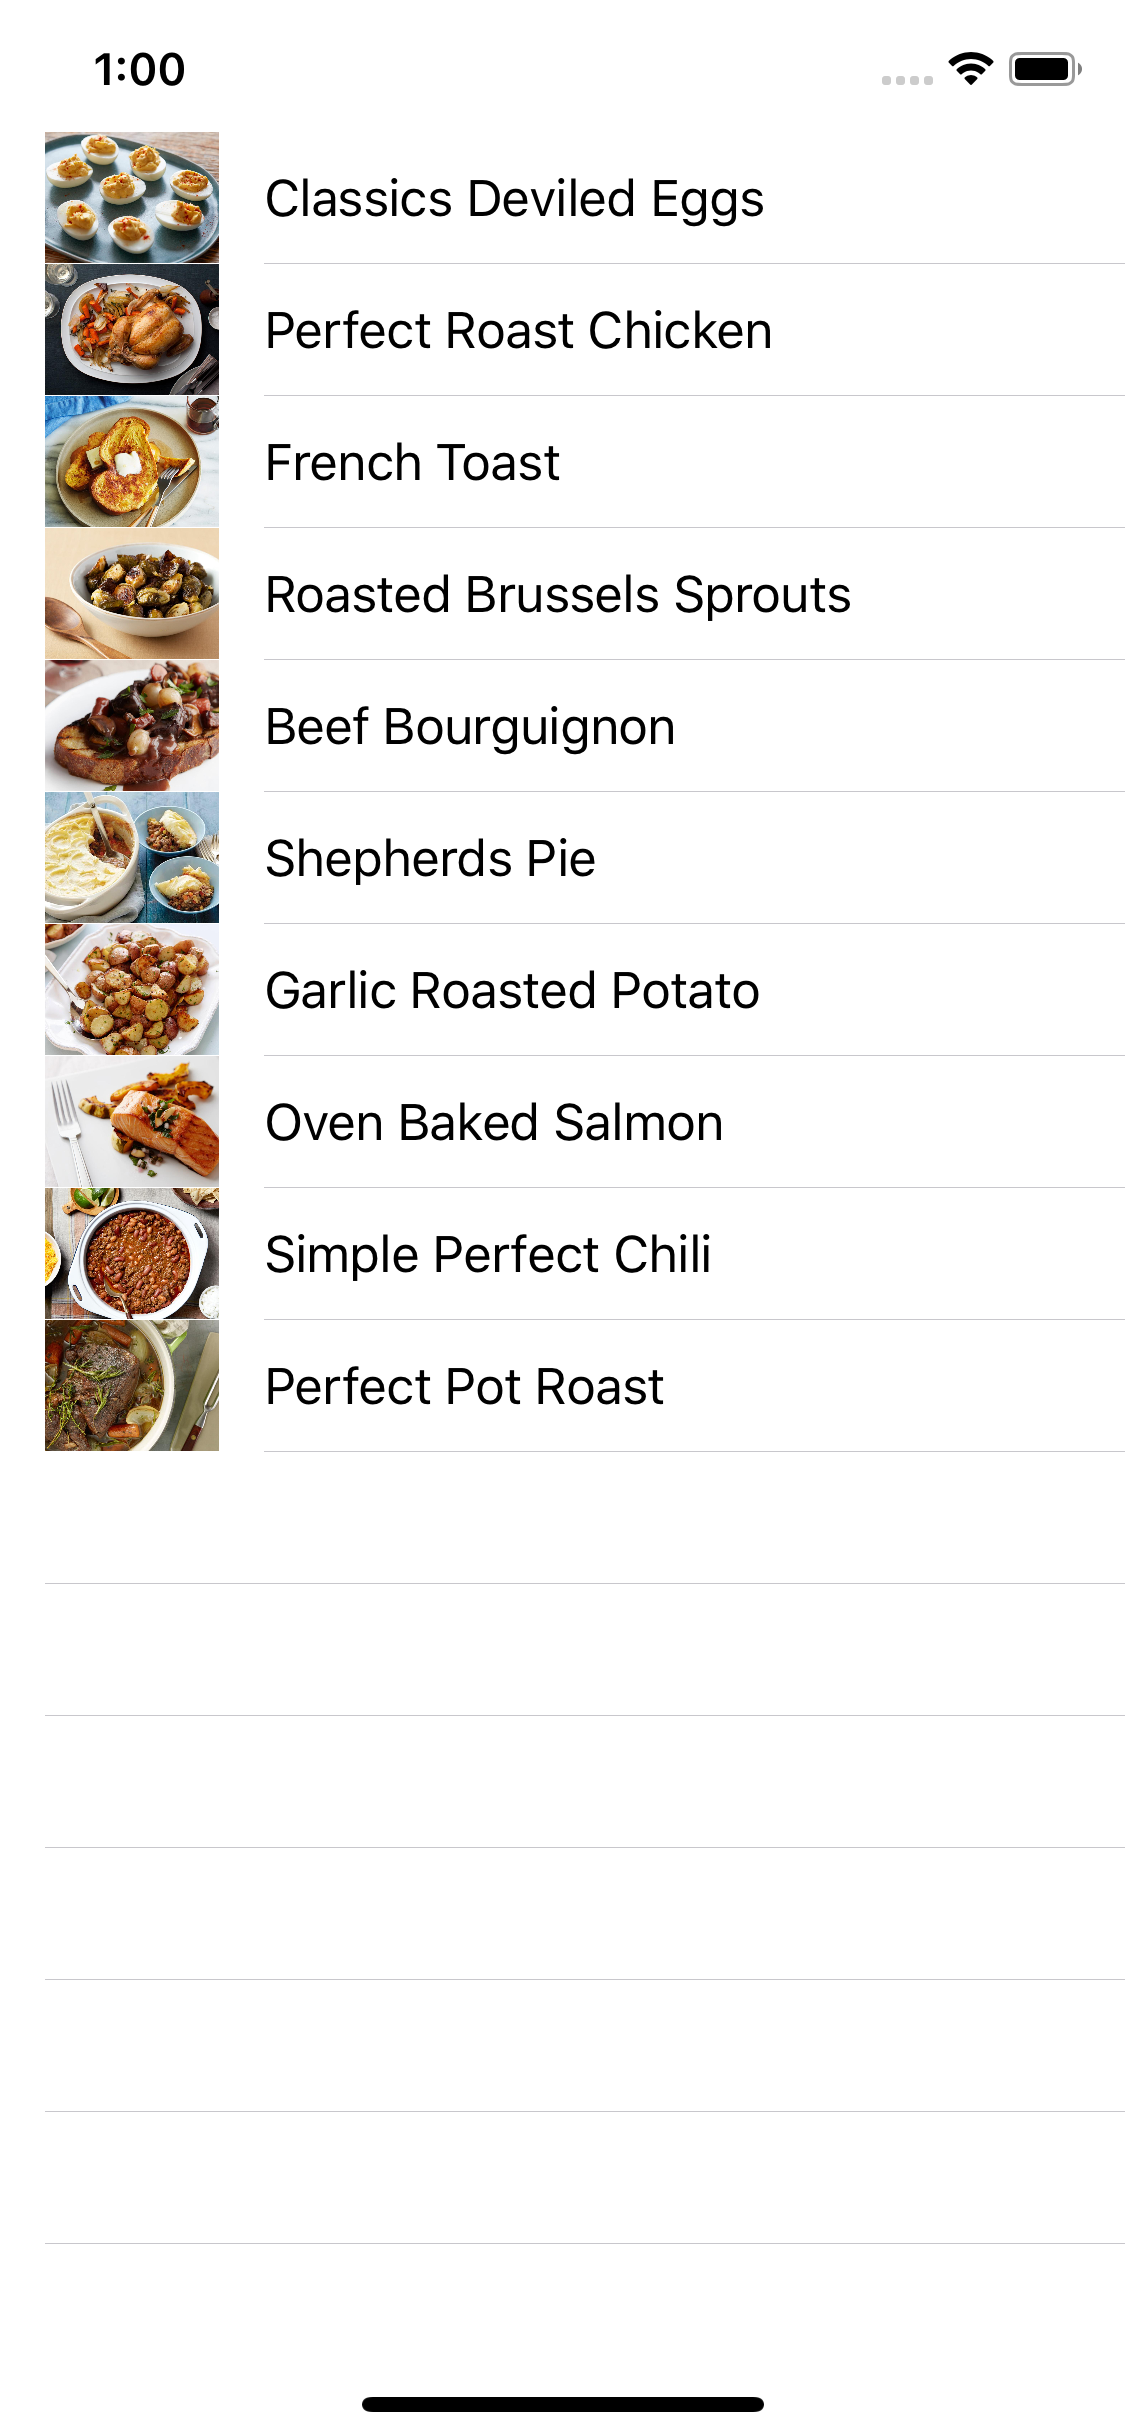 1:00
Classics Deviled Eggs
Perfect Roast Chicken
French Toast
Roasted Brussels Sprouts
Beef Bourguignon
Shepherds Pie
Garlic Roasted Potato
Oven Baked Salmon
Simple Perfect Chili
Perfect Pot Roast